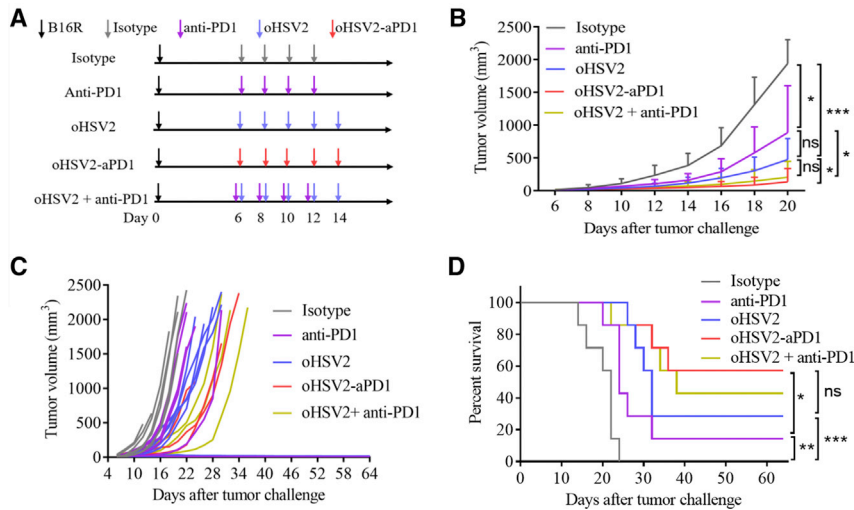 A
B16R Isotype anti-PD1 oHSV2 oHSV2-aPD1
Isotype
Anti-PD1
oHSV2
oHSV2-aPD1
oHSV2 + anti-PD1
Day 0 6 8 10 12 14
B
Tumor volume (mm³)
2500
2000
1500
1000
500
0
6 8 10 12 14 16 18 20
Days after tumor challenge
Isotype
anti-PD1
oHSV2
oHSV2-aPD1
oHSV2 + anti-PD1
* *** ns * ns *
C
Tumor volume (mm³)
2500
2000
1500
1000
500
0
4 10 16 22 28 34 40 46 52 58 64
Days after tumor challenge
Isotype
anti-PD1
oHSV2
oHSV2-aPD1
oHSV2+ anti-PD1
D
Percent survival
100
80
60
40
20
0
0 10 20 30 40 50 60
Days after tumor challenge
Isotype
anti-PD1
oHSV2
oHSV2-aPD1
oHSV2 + anti-PD1
* ns
** ***